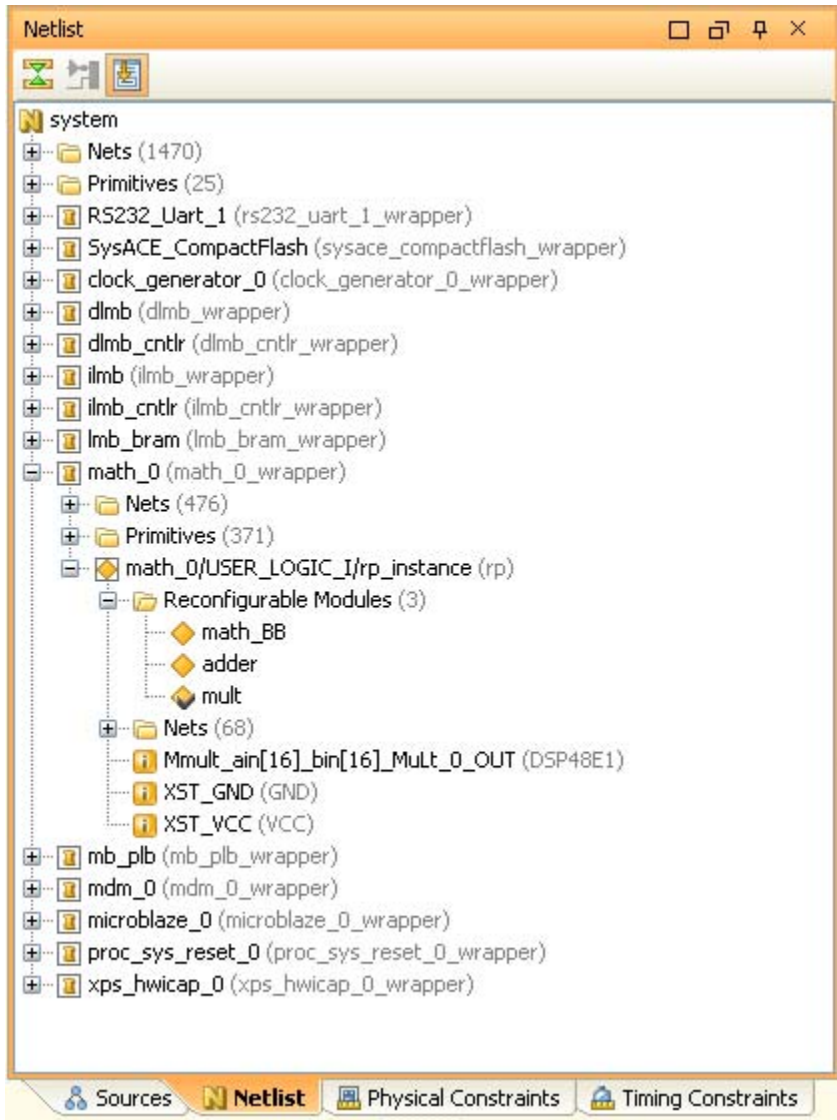 Netlist
system
Nets (1470)
Primitives (25)
RS232_Uart_1 (rs232_uart_1_wrapper)
SysACE_CompactFlash (sysace_compactflash_wrapper)
clock_generator_0 (clock_generator_0_wrapper)
dlmb (dlmb_wrapper)
dlmb_cntlr (dlmb_cntlr_wrapper)
ilmb (ilmb_wrapper)
ilmb_cntlr (ilmb_cntlr_wrapper)
lmb_bram (lmb_bram_wrapper)
math_0 (math_0_wrapper)
Nets (476)
Primitives (371)
math_0/USER_LOGIC_I/rp_instance (rp)
Reconfigurable Modules (3)
math_BB
adder
mult
Nets (68)
Mmult_ain[16]_bin[16]_MuLt_0_OUT (DSP48E1)
XST_GND (GND)
XST_VCC (VCC)
mb_plb (mb_plb_wrapper)
mdm_0 (mdm_0_wrapper)
microblaze_0 (microblaze_0_wrapper)
proc_sys_reset_0 (proc_sys_reset_0_wrapper)
xps_hwicap_0 (xps_hwicap_0_wrapper)
Sources Netlist Physical Constraints Timing Constraints